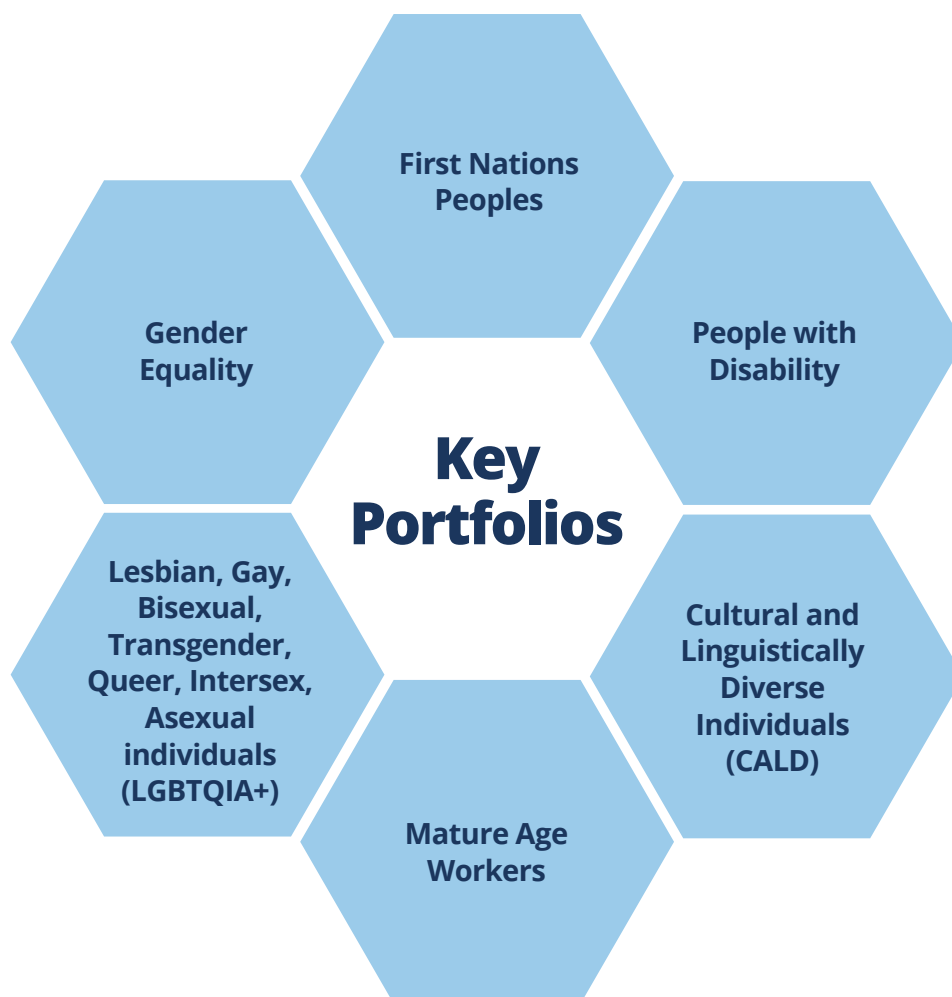 First Nations
Peoples
Gender
Equality
People with
Disability
Key
Portfolios
Lesbian, Gay,
Bisexual,
Transgender,
Queer, Intersex,
Asexual
individuals
(LGBTQIA+)
Cultural and
Linguistically
Diverse
Individuals
(CALD)
Mature Age
Workers